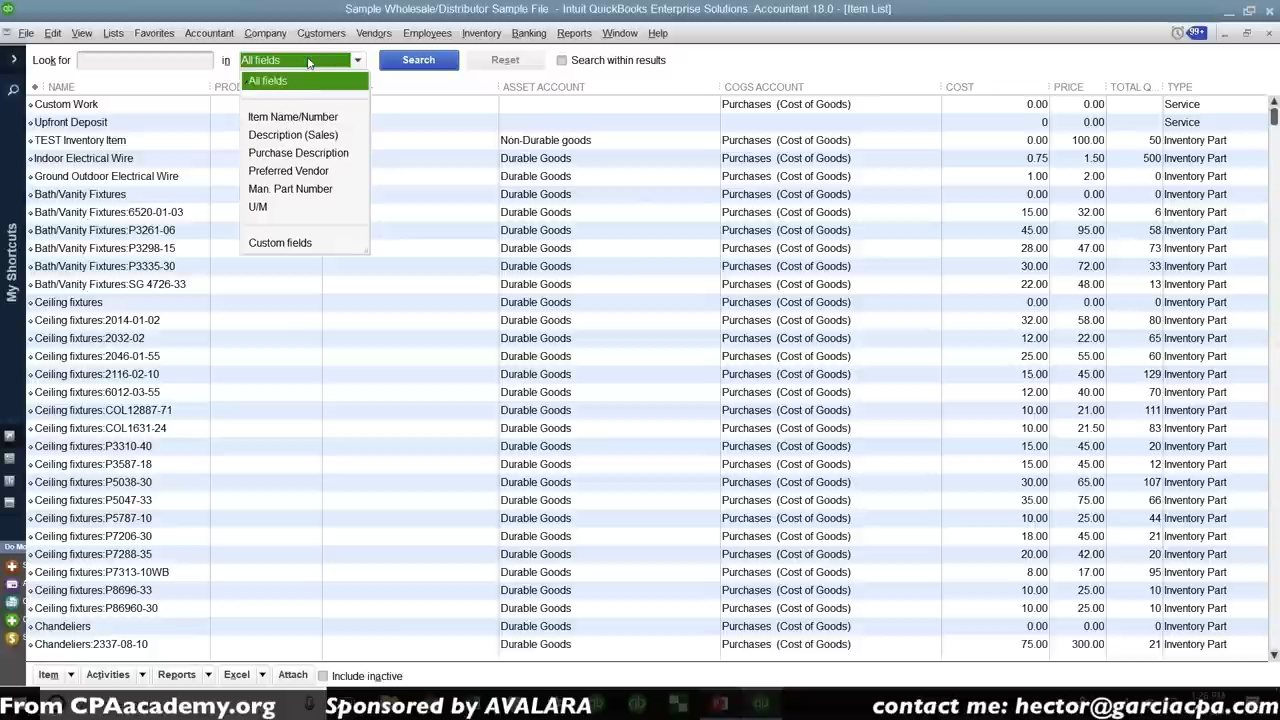 Sample Wholesale/Distributor Sample File - Intuit QuickBooks Enterprise Solutions: Accountant 18.0 - [Item List]
File Edit View Lists Favorites Accountant Company Customers Vendors Employees Inventory Banking Reports Window Help 99+
Look for in All fields Search Reset Search within results
All fields
Item Name/Number
Description (Sales)
Purchase Description
Preferred Vendor
Man. Part Number
U/M
Custom fields
My Shortcuts
NAME PROD ASSET ACCOUNT COGS ACCOUNT COST PRICE TOTAL Q... TYPE
Custom Work Purchases (Cost of Goods) 0.00 0.00 Service
Upfront Deposit 0 0.00 Service
TEST Inventory Item Non-Durable goods Purchases (Cost of Goods) 0.00 100.00 50 Inventory Part
Indoor Electrical Wire Durable Goods Purchases (Cost of Goods) 0.75 1.50 500 Inventory Part
Ground Outdoor Electrical Wire Durable Goods Purchases (Cost of Goods) 1.00 2.00 0 Inventory Part
Bath/Vanity Fixtures Durable Goods Purchases (Cost of Goods) 0.00 0.00 0 Inventory Part
Bath/Vanity Fixtures:6520-01-03 Durable Goods Purchases (Cost of Goods) 15.00 32.00 6 Inventory Part
Bath/Vanity Fixtures:P3261-06 Durable Goods Purchases (Cost of Goods) 45.00 95.00 58 Inventory Part
Bath/Vanity Fixtures:P3298-15 Durable Goods Purchases (Cost of Goods) 28.00 47.00 73 Inventory Part
Bath/Vanity Fixtures:P3335-30 Durable Goods Purchases (Cost of Goods) 30.00 72.00 33 Inventory Part
Bath/Vanity Fixtures:SG 4726-33 Durable Goods Purchases (Cost of Goods) 22.00 48.00 13 Inventory Part
Ceiling fixtures Durable Goods Purchases (Cost of Goods) 0.00 0.00 0 Inventory Part
Ceiling fixtures:2014-01-02 Durable Goods Purchases (Cost of Goods) 32.00 58.00 80 Inventory Part
Ceiling fixtures:2032-02 Durable Goods Purchases (Cost of Goods) 12.00 22.00 65 Inventory Part
Ceiling fixtures:2046-01-55 Durable Goods Purchases (Cost of Goods) 25.00 55.00 60 Inventory Part
Ceiling fixtures:2116-02-10 Durable Goods Purchases (Cost of Goods) 15.00 45.00 129 Inventory Part
Ceiling fixtures:6012-03-55 Durable Goods Purchases (Cost of Goods) 12.00 40.00 70 Inventory Part
Ceiling fixtures:COL12887-71 Durable Goods Purchases (Cost of Goods) 10.00 21.00 111 Inventory Part
Ceiling fixtures:COL1631-24 Durable Goods Purchases (Cost of Goods) 10.00 21.50 83 Inventory Part
Ceiling fixtures:P3310-40 Durable Goods Purchases (Cost of Goods) 15.00 45.00 20 Inventory Part
Ceiling fixtures:P3587-18 Durable Goods Purchases (Cost of Goods) 15.00 45.00 12 Inventory Part
Ceiling fixtures:P5038-30 Durable Goods Purchases (Cost of Goods) 30.00 65.00 107 Inventory Part
Ceiling fixtures:P5047-33 Durable Goods Purchases (Cost of Goods) 35.00 75.00 66 Inventory Part
Ceiling fixtures:P5787-10 Durable Goods Purchases (Cost of Goods) 10.00 25.00 44 Inventory Part
Ceiling fixtures:P7206-30 Durable Goods Purchases (Cost of Goods) 18.00 45.00 21 Inventory Part
Ceiling fixtures:P7288-35 Durable Goods Purchases (Cost of Goods) 20.00 42.00 20 Inventory Part
Ceiling fixtures:P7313-10WB Durable Goods Purchases (Cost of Goods) 8.00 17.00 95 Inventory Part
Ceiling fixtures:P8696-33 Durable Goods Purchases (Cost of Goods) 10.00 25.00 10 Inventory Part
Ceiling fixtures:P86960-30 Durable Goods Purchases (Cost of Goods) 10.00 25.00 10 Inventory Part
Chandeliers Durable Goods Purchases (Cost of Goods) 0.00 0.00 0 Inventory Part
Chandeliers:2337-08-10 Durable Goods Purchases (Cost of Goods) 75.00 300.00 21 Inventory Part
Do Mo
Item Activities Reports Excel Attach Include inactive
From CPAacademy.org Sponsored by AVALARA contact me: hector@garciacpa.com